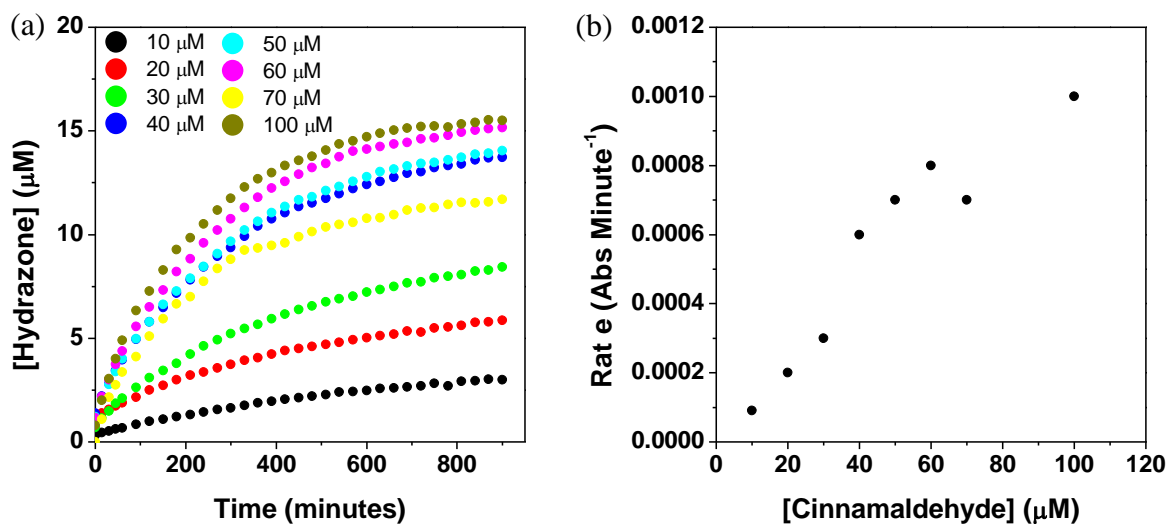 (a)
20
15
10
5
0
[Hydrazone] (μM)
10 μM
20 μM
30 μM
40 μM
50 μM
60 μM
70 μM
100 μM
0 200 400 600 800
Time (minutes)
(b)
0.0012
0.0010
0.0008
0.0006
0.0004
0.0002
0.0000
Rat e (Abs Minute⁻¹)
0 20 40 60 80 100 120
[Cinnamaldehyde] (μM)